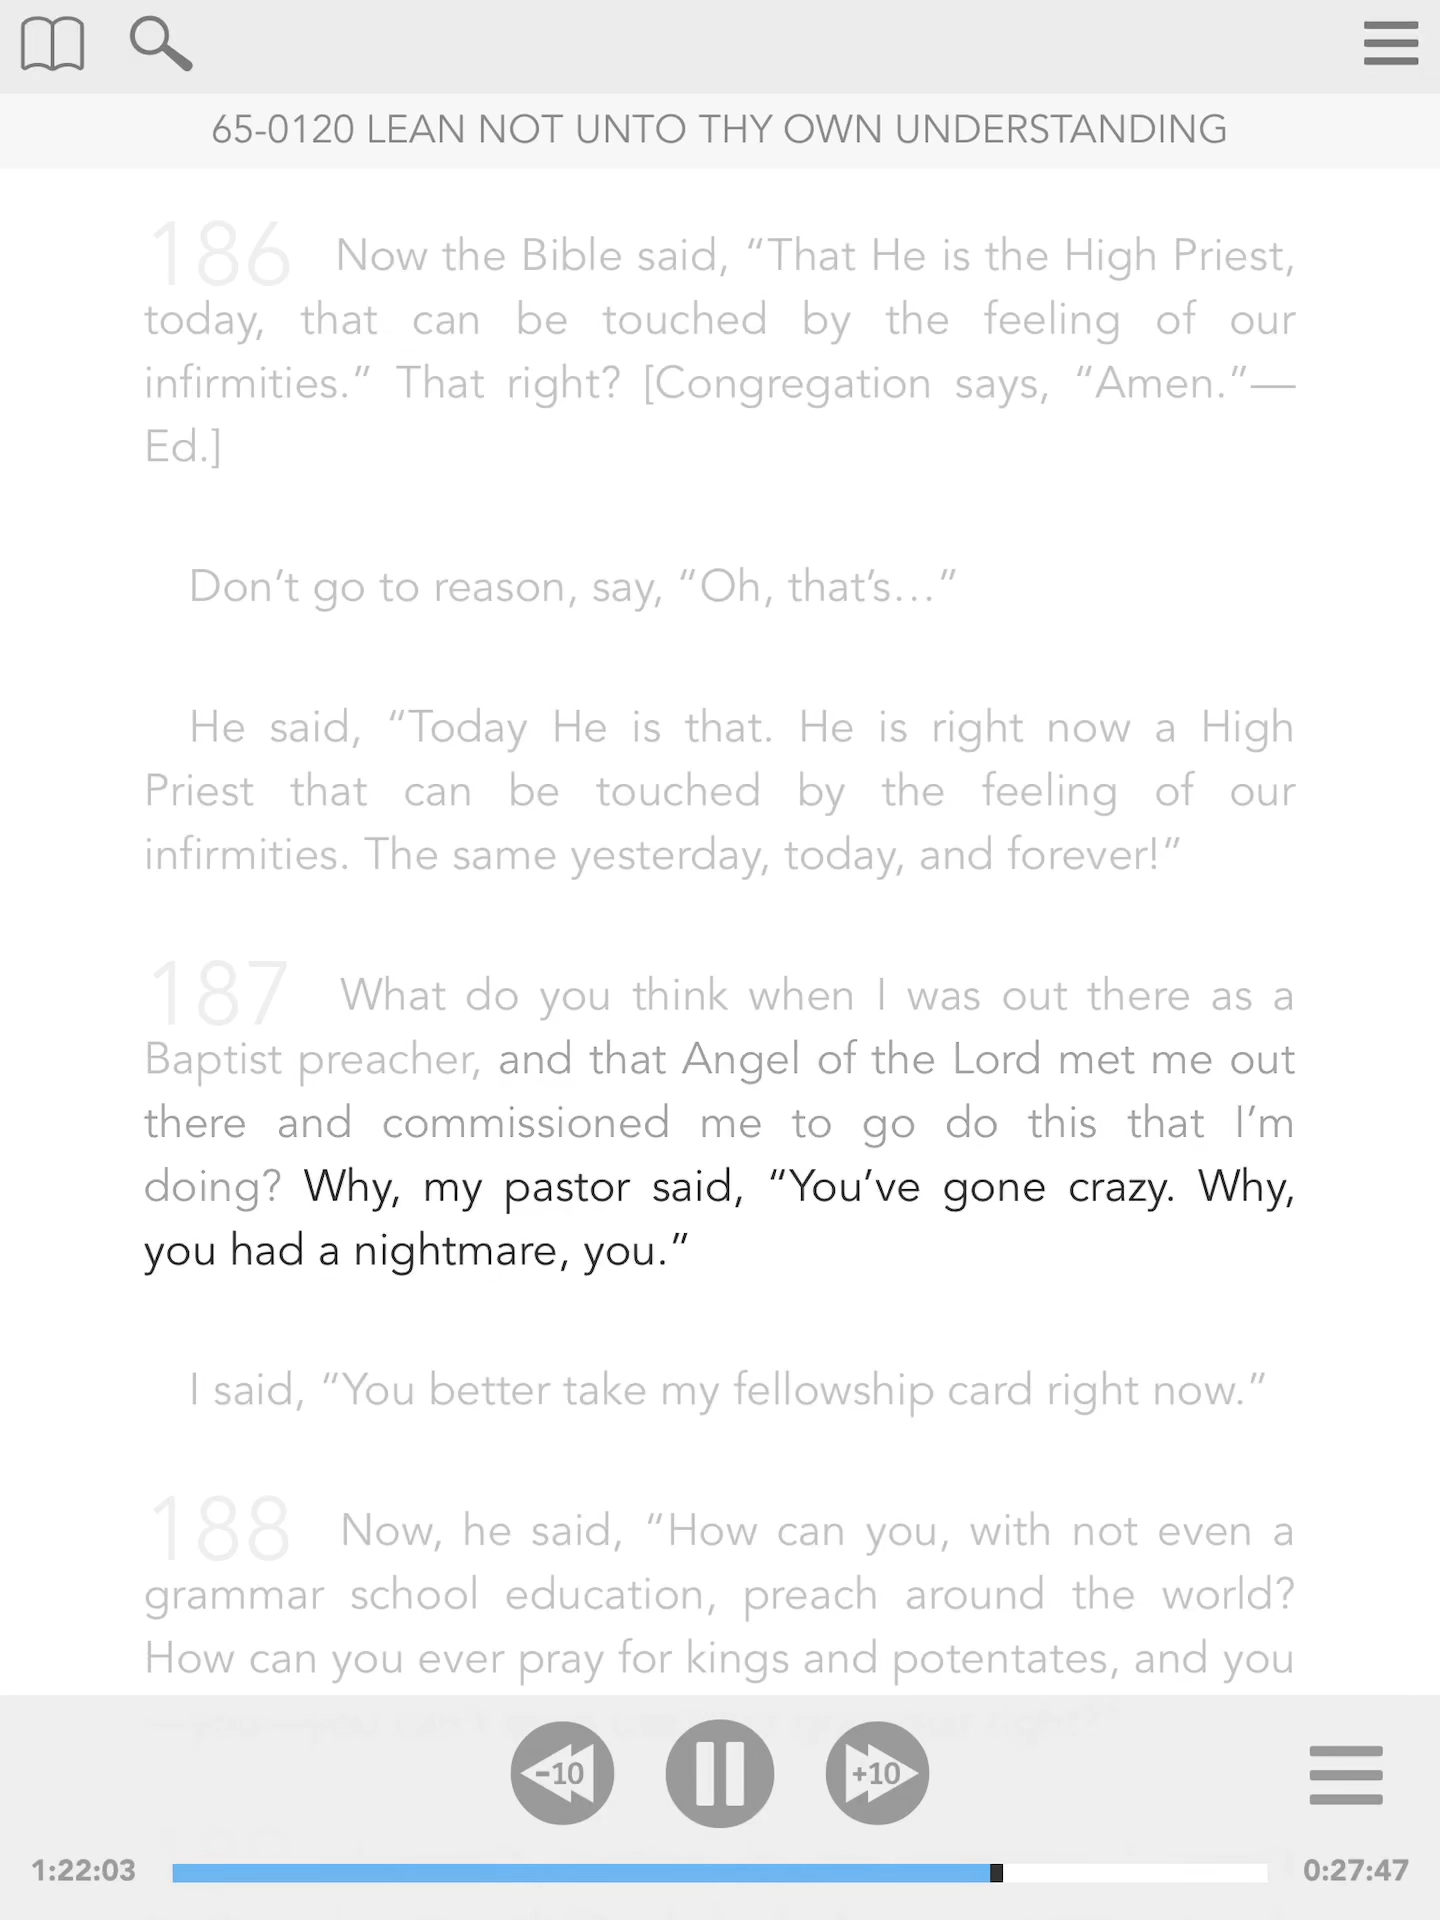 65-0120 LEAN NOT UNTO THY OWN UNDERSTANDING
186 Now the Bible said, “That He is the High Priest,
today, that can be touched by the feeling of our
infirmities.” That right? [Congregation says, “Amen.”—
Ed.]
Don’t go to reason, say, “Oh, that’s…”
He said, “Today He is that. He is right now a High
Priest that can be touched by the feeling of our
infirmities. The same yesterday, today, and forever!”
187 What do you think when I was out there as a
Baptist preacher, and that Angel of the Lord met me out
there and commissioned me to go do this that I’m
doing? Why, my pastor said, “You’ve gone crazy. Why,
you had a nightmare, you.”
I said, “You better take my fellowship card right now.”
188 Now, he said, “How can you, with not even a
grammar school education, preach around the world?
How can you ever pray for kings and potentates, and you
-10
+10
1:22:03
0:27:47